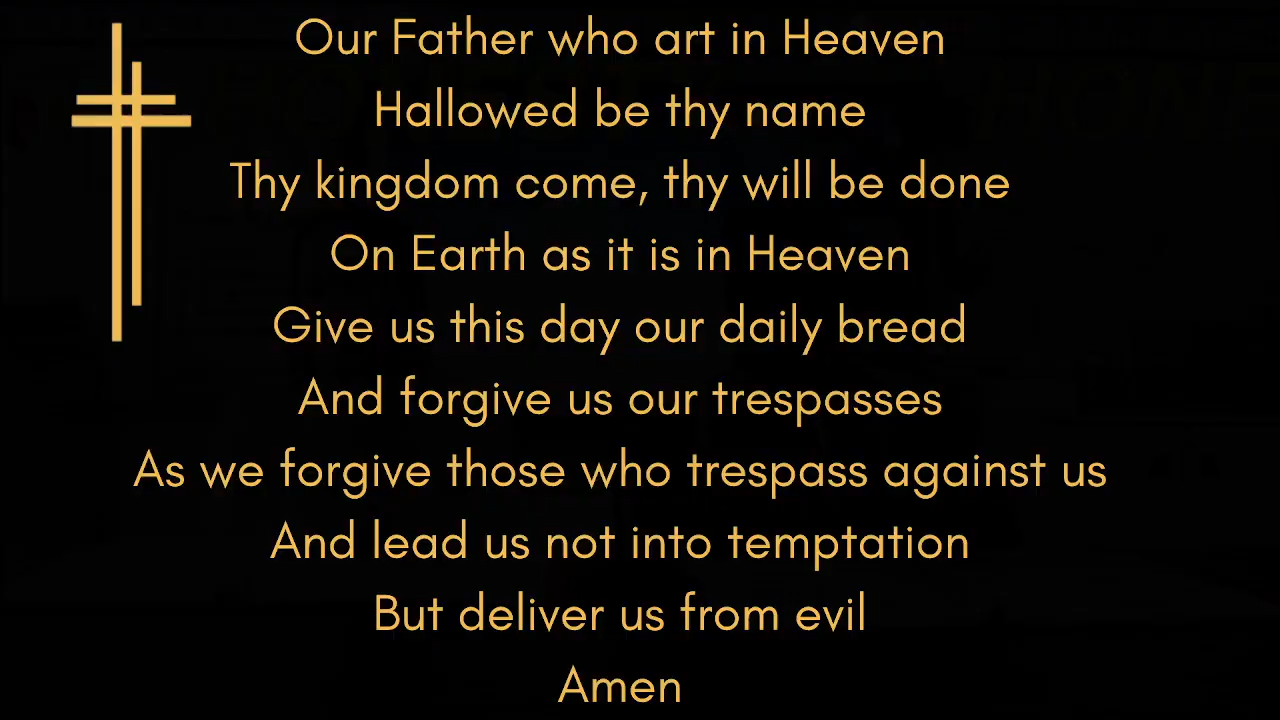 Our Father who art in Heaven
Hallowed be thy name
Thy kingdom come, thy will be done
On Earth as it is in Heaven
Give us this day our daily bread
And forgive us our trespasses
As we forgive those who trespass against us
And lead us not into temptation
But deliver us from evil
Amen